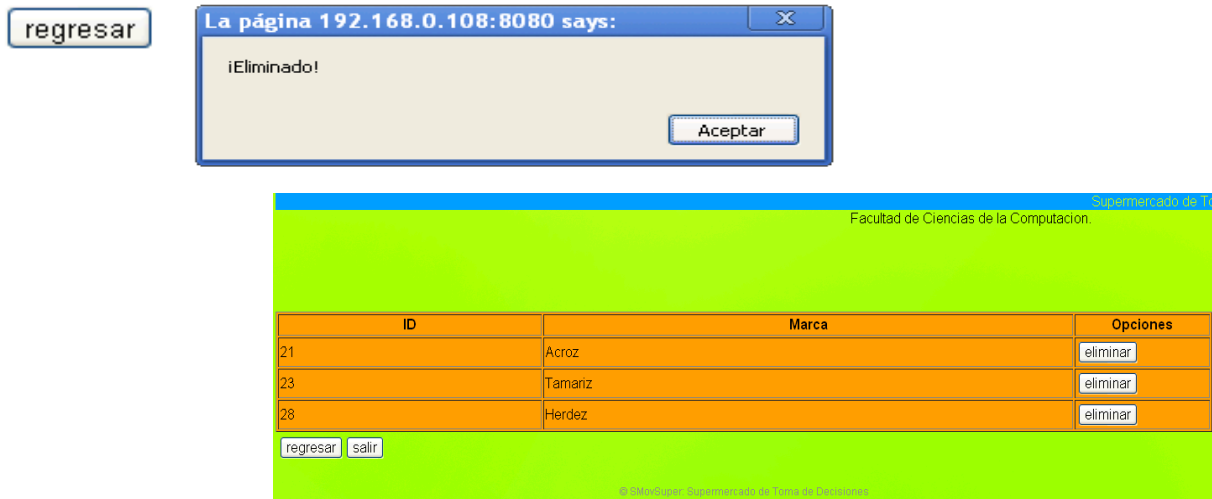 regresar
La página 192.168.0.108:8080 says:
¡Eliminado!
Aceptar
Supermercado de To
Facultad de Ciencias de la Computacion.
ID Marca Opciones
21 Acroz eliminar
23 Tamariz eliminar
28 Herdez eliminar
regresar salir
© SMovSuper: Supermercado de Toma de Decisiones